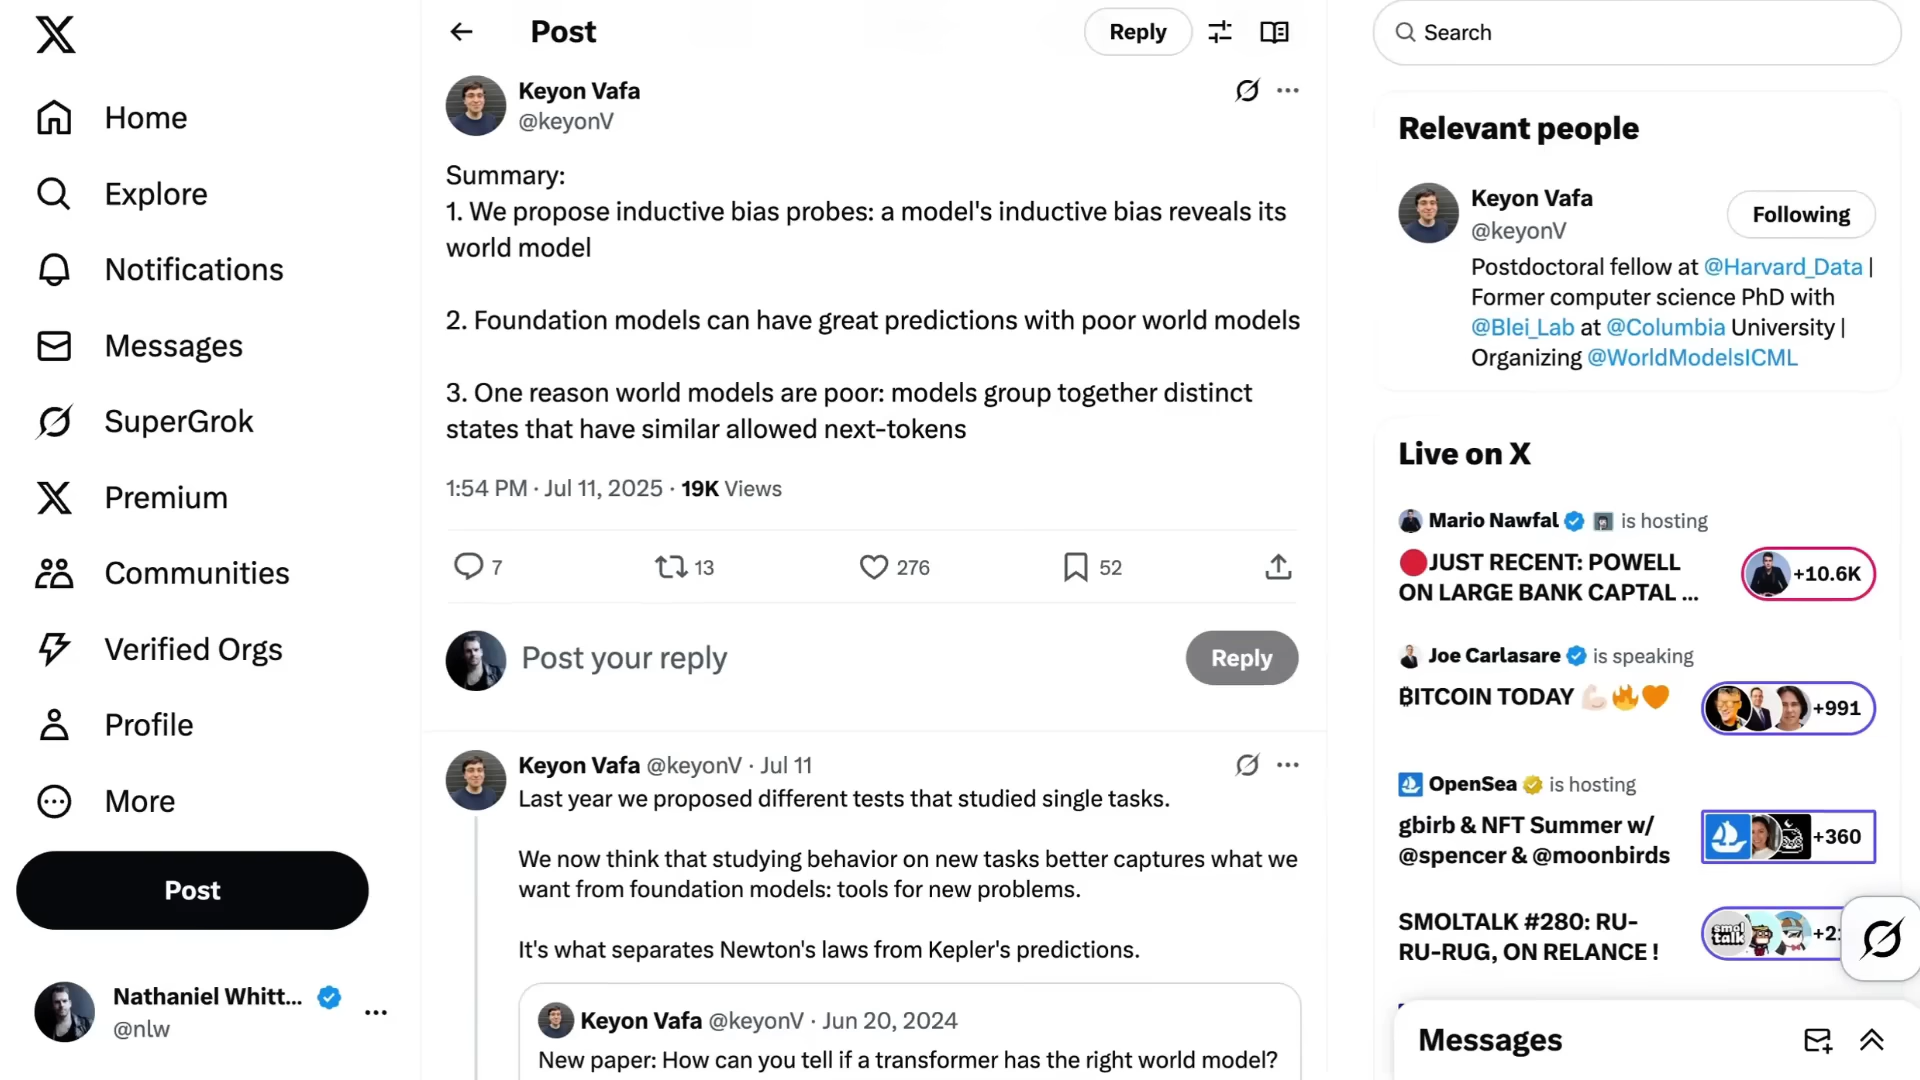 Home
Explore
Notifications
Messages
SuperGrok
Premium
Communities
Verified Orgs
Profile
More
Post
Nathaniel Whitt...
@nlw
Post
Reply
Keyon Vafa
@keyonV
Summary:
1. We propose inductive bias probes: a model's inductive bias reveals its
world model
2. Foundation models can have great predictions with poor world models
3. One reason world models are poor: models group together distinct
states that have similar allowed next-tokens
1:54 PM · Jul 11, 2025 · 19K Views
7
13
276
52
Post your reply
Reply
Keyon Vafa @keyonV · Jul 11
Last year we proposed different tests that studied single tasks.
We now think that studying behavior on new tasks better captures what we
want from foundation models: tools for new problems.
It's what separates Newton's laws from Kepler's predictions.
Keyon Vafa @keyonV · Jun 20, 2024
New paper: How can you tell if a transformer has the right world model?
Search
Relevant people
Keyon Vafa
@keyonV
Following
Postdoctoral fellow at @Harvard_Data |
Former computer science PhD with
@Blei_Lab at @Columbia University |
Organizing @WorldModelsICML
Live on X
Mario Nawfal is hosting
JUST RECENT: POWELL
ON LARGE BANK CAPTAL ...
+10.6K
Joe Carlasare is speaking
₿ITCOIN TODAY 💪🏻🔥🧡
+991
OpenSea is hosting
gbirb & NFT Summer w/
@spencer & @moonbirds
+360
SMOLTALK #280: RU-
RU-RUG, ON RELANCE !
smol
talk
Messages